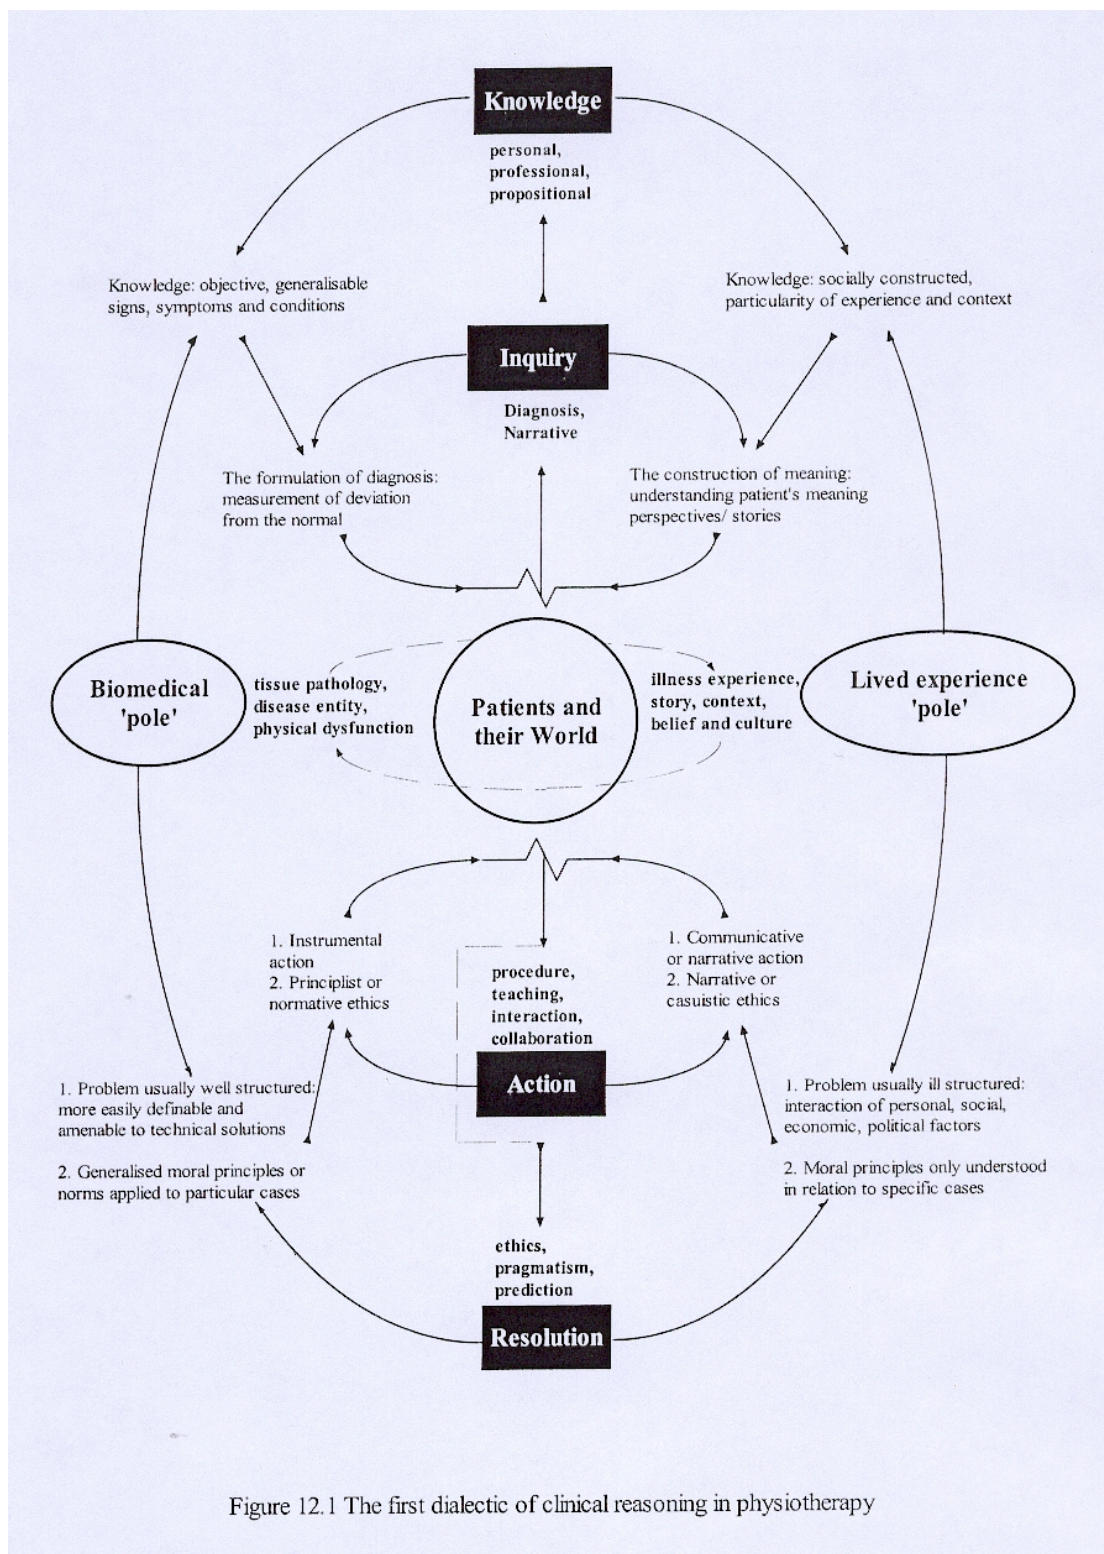 Knowledge
personal,
professional,
propositional
Knowledge: objective, generalisable
signs, symptoms and conditions
Knowledge: socially constructed,
particularity of experience and context
Inquiry
Diagnosis,
Narrative
The formulation of diagnosis:
measurement of deviation
from the normal
The construction of meaning:
understanding patient's meaning
perspectives/ stories
Biomedical
'pole'
tissue pathology,
disease entity,
physical dysfunction
Patients and
their World
illness experience,
story, context,
belief and culture
Lived experience
'pole'
1. Instrumental
action
2. Principlist or
normative ethics
procedure,
teaching,
interaction,
collaboration
1. Communicative
or narrative action
2. Narrative or
casuistic ethics
Action
1. Problem usually well structured:
more easily definable and
amenable to technical solutions
2. Generalised moral principles or
norms applied to particular cases
1. Problem usually ill structured:
interaction of personal, social,
economic, political factors
2. Moral principles only understood
in relation to specific cases
ethics,
pragmatism,
prediction
Resolution
Figure 12.1 The first dialectic of clinical reasoning in physiotherapy